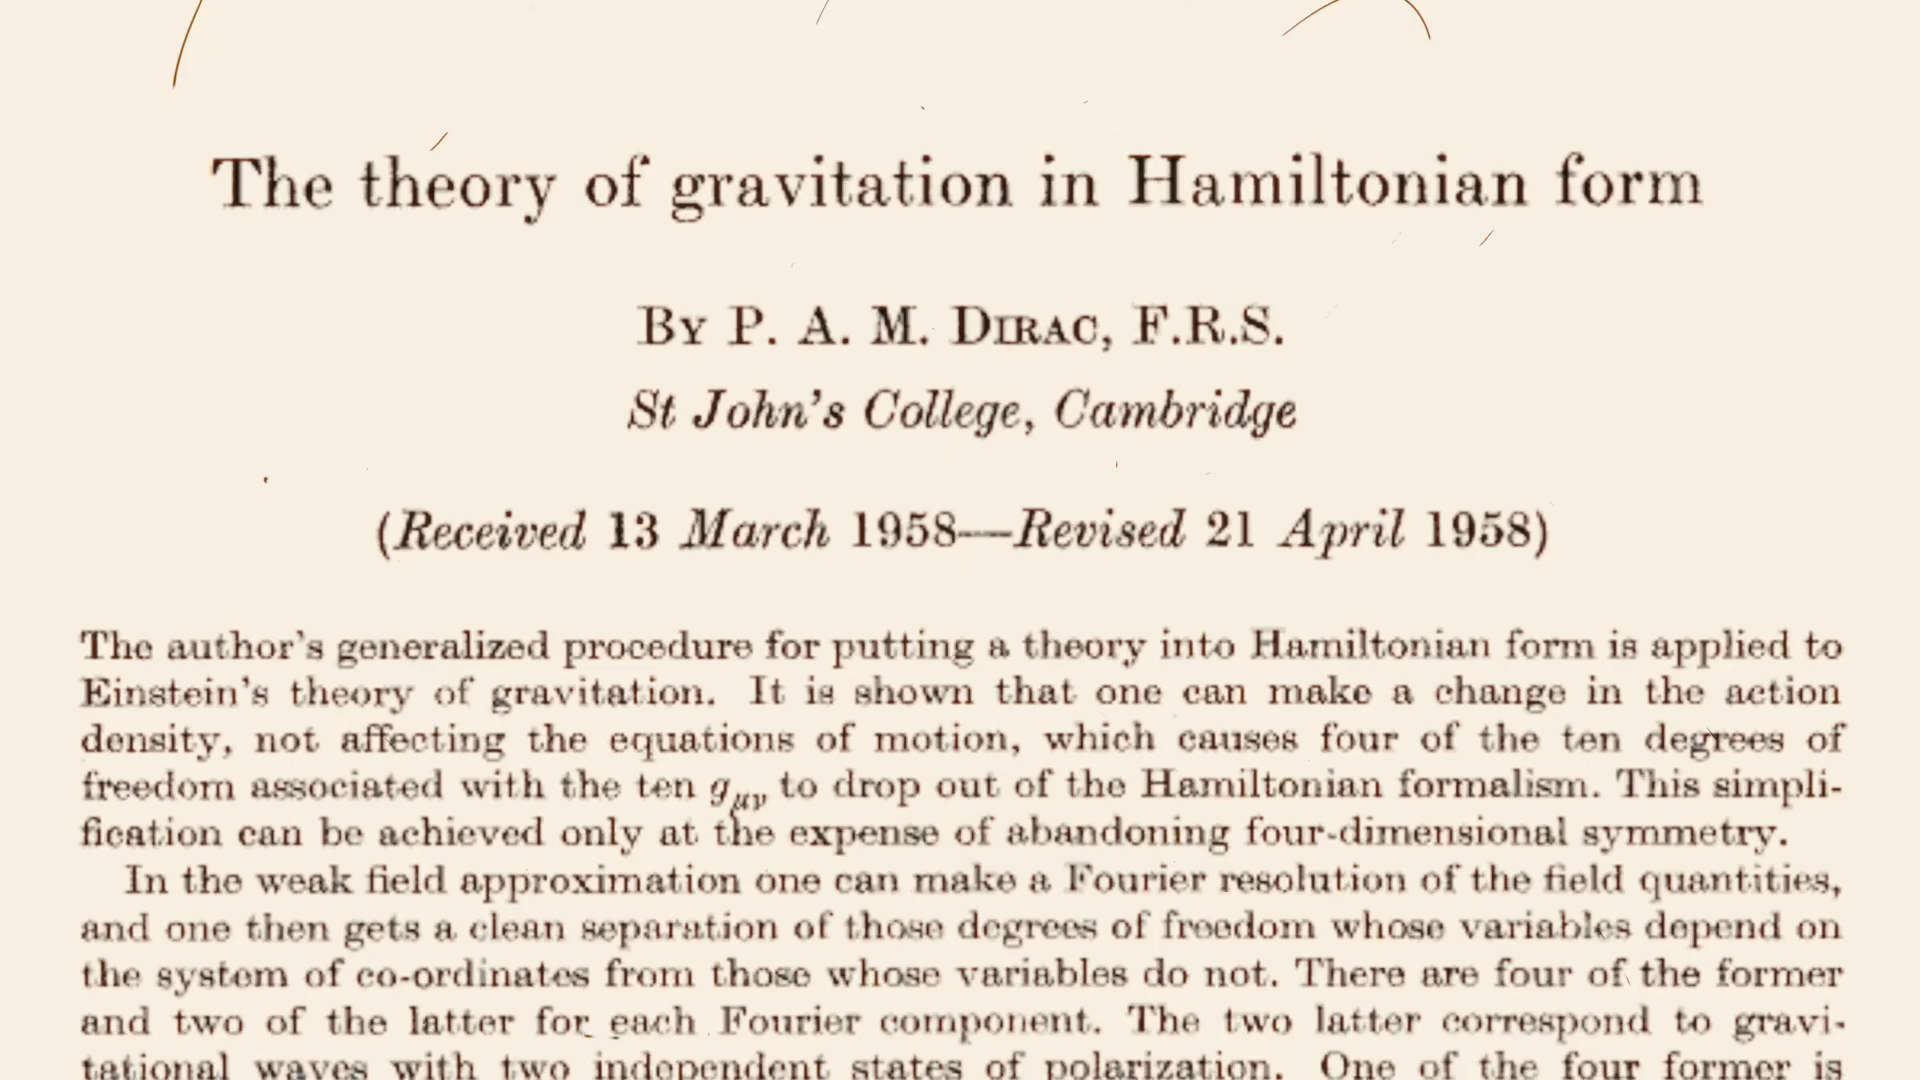 The theory of gravitation in Hamiltonian form
By P. A. M. Dirac, F.R.S.
St John's College, Cambridge
(Received 13 March 1958—Revised 21 April 1958)
The author's generalized procedure for putting a theory into Hamiltonian form is applied to
Einstein's theory of gravitation. It is shown that one can make a change in the action
density, not affecting the equations of motion, which causes four of the ten degrees of
freedom associated with the ten gμν to drop out of the Hamiltonian formalism. This simpli-
fication can be achieved only at the expense of abandoning four-dimensional symmetry.
In the weak field approximation one can make a Fourier resolution of the field quantities,
and one then gets a clean separation of those degrees of freedom whose variables depend on
the system of co-ordinates from those whose variables do not. There are four of the former
and two of the latter for each Fourier component. The two latter correspond to gravi-
tational waves with two independent states of polarization. One of the four former is